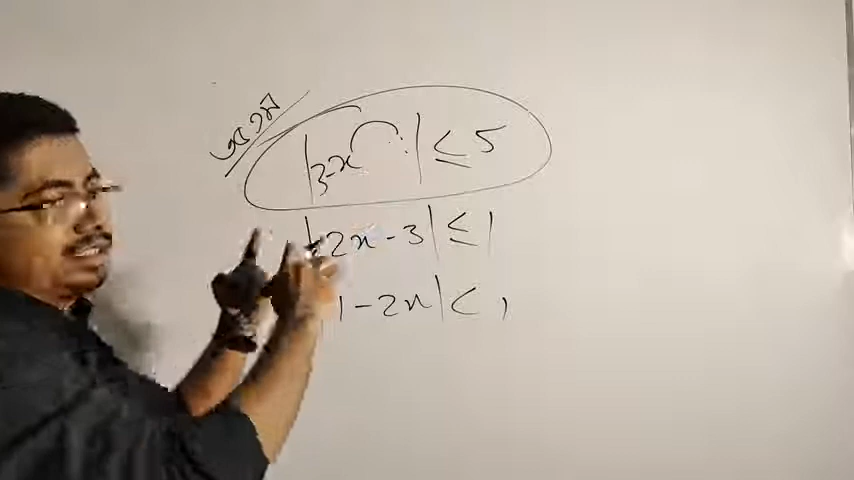 |3-x| ≤ 5
|2x-3| ≤ 1
|1-2x| < 1